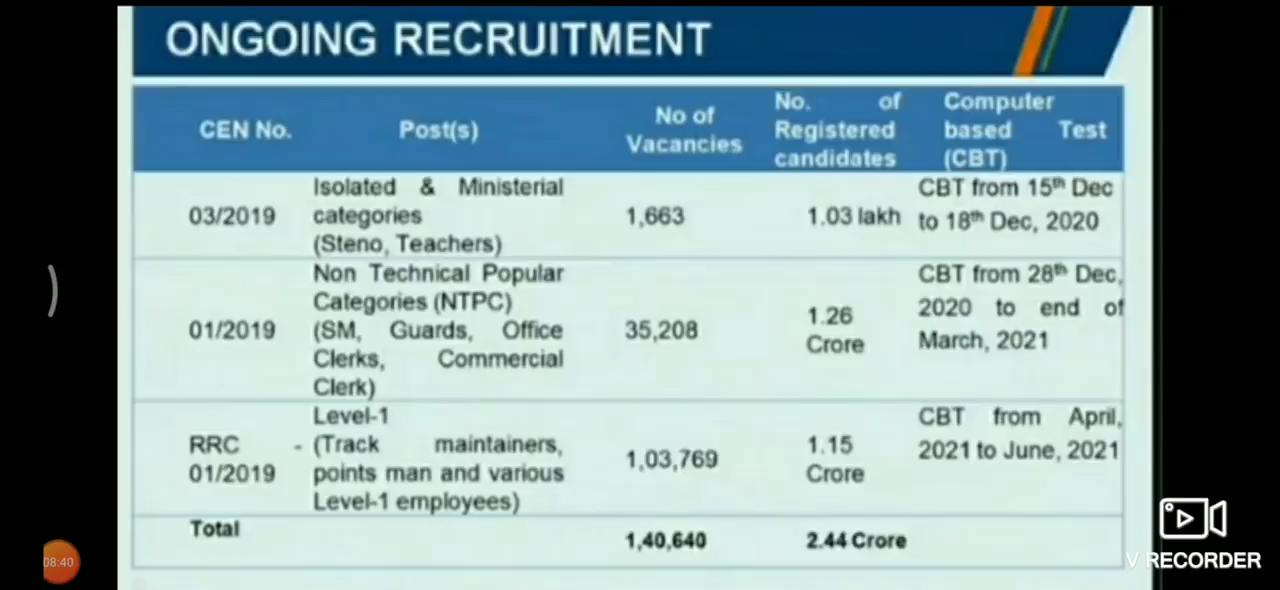 ONGOING RECRUITMENT
CEN No. Post(s) No of Vacancies No. of Registered candidates Computer based Test (CBT)
03/2019 Isolated & Ministerial categories (Steno, Teachers) 1,663 1.03 lakh CBT from 15th Dec to 18th Dec, 2020
01/2019 Non Technical Popular Categories (NTPC) (SM, Guards, Office Clerks, Commercial Clerk) 35,208 1.26 Crore CBT from 28th Dec, 2020 to end of March, 2021
RRC - 01/2019 Level-1 (Track maintainers, points man and various Level-1 employees) 1,03,769 1.15 Crore CBT from April, 2021 to June, 2021
Total 1,40,640 2.44 Crore
08:40
V RECORDER